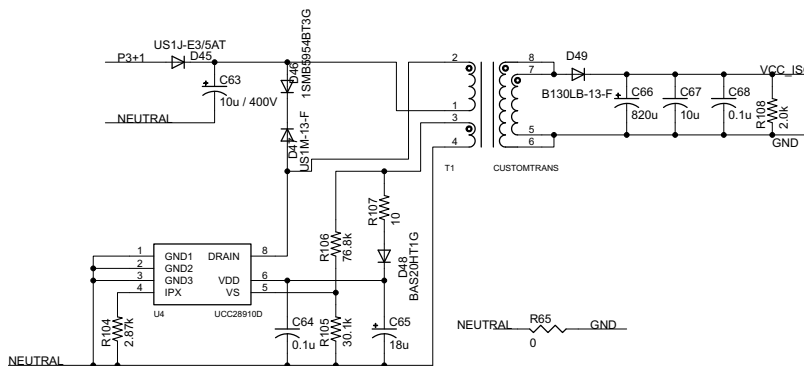 US1J-E3/5AT
P3+1
D45
C63
10u / 400V
NEUTRAL
D46
1SMB5954BT3G
D47
US1M-13-F
2
1
3
4
T1
8
7
5
6
CUSTOMTRANS
D49
B130LB-13-F
C66
820u
C67
10u
C68
0.1u
R108
2.0k
GND
R107
10
R106
76.8k
D48
BAS20HT1G
1
2
3
4
GND1
GND2
GND3
IPX
DRAIN
VDD
VS
8
6
5
U4
UCC28910D
R104
2.87k
C64
0.1u
R105
30.1k
C65
18u
NEUTRAL
R65
0
GND
NEUTRAL